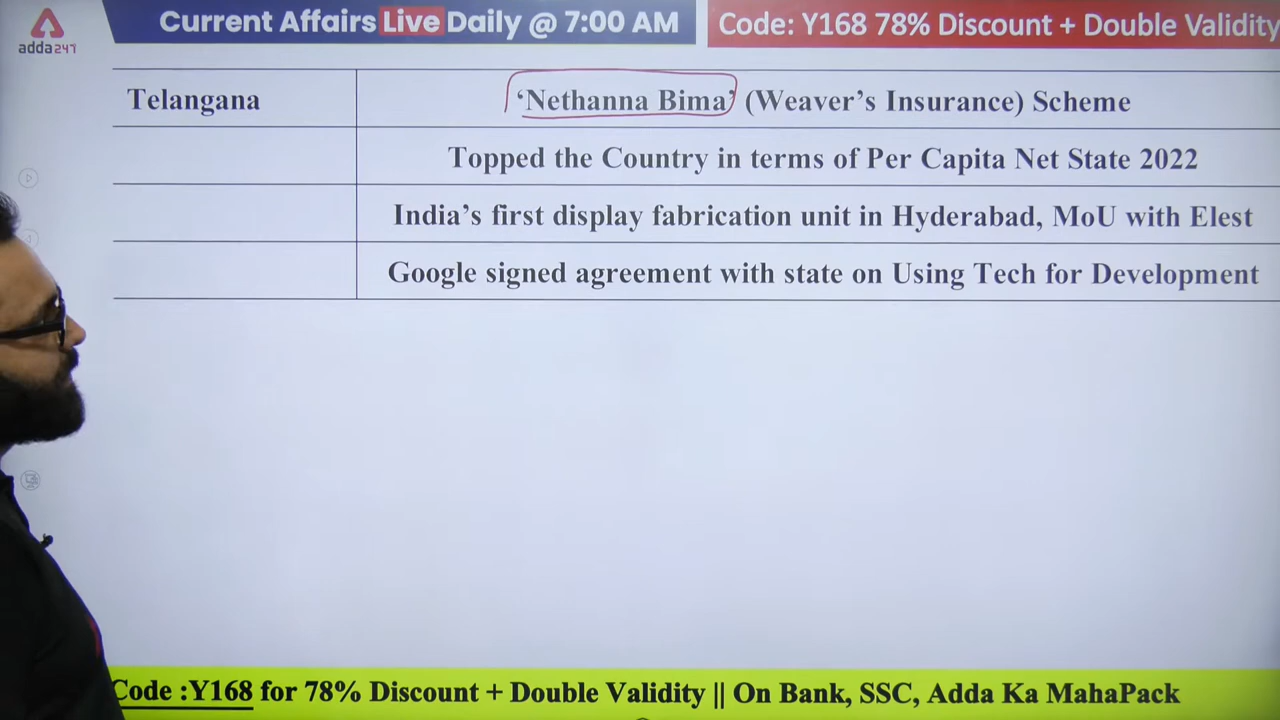 Current Affairs Live Daily @ 7:00 AM
Code: Y168 78% Discount + Double Validity
adda247
Telangana
‘Nethanna Bima’ (Weaver’s Insurance) Scheme
Topped the Country in terms of Per Capita Net State 2022
India’s first display fabrication unit in Hyderabad, MoU with Elest
Google signed agreement with state on Using Tech for Development
Code :Y168 for 78% Discount + Double Validity || On Bank, SSC, Adda Ka MahaPack